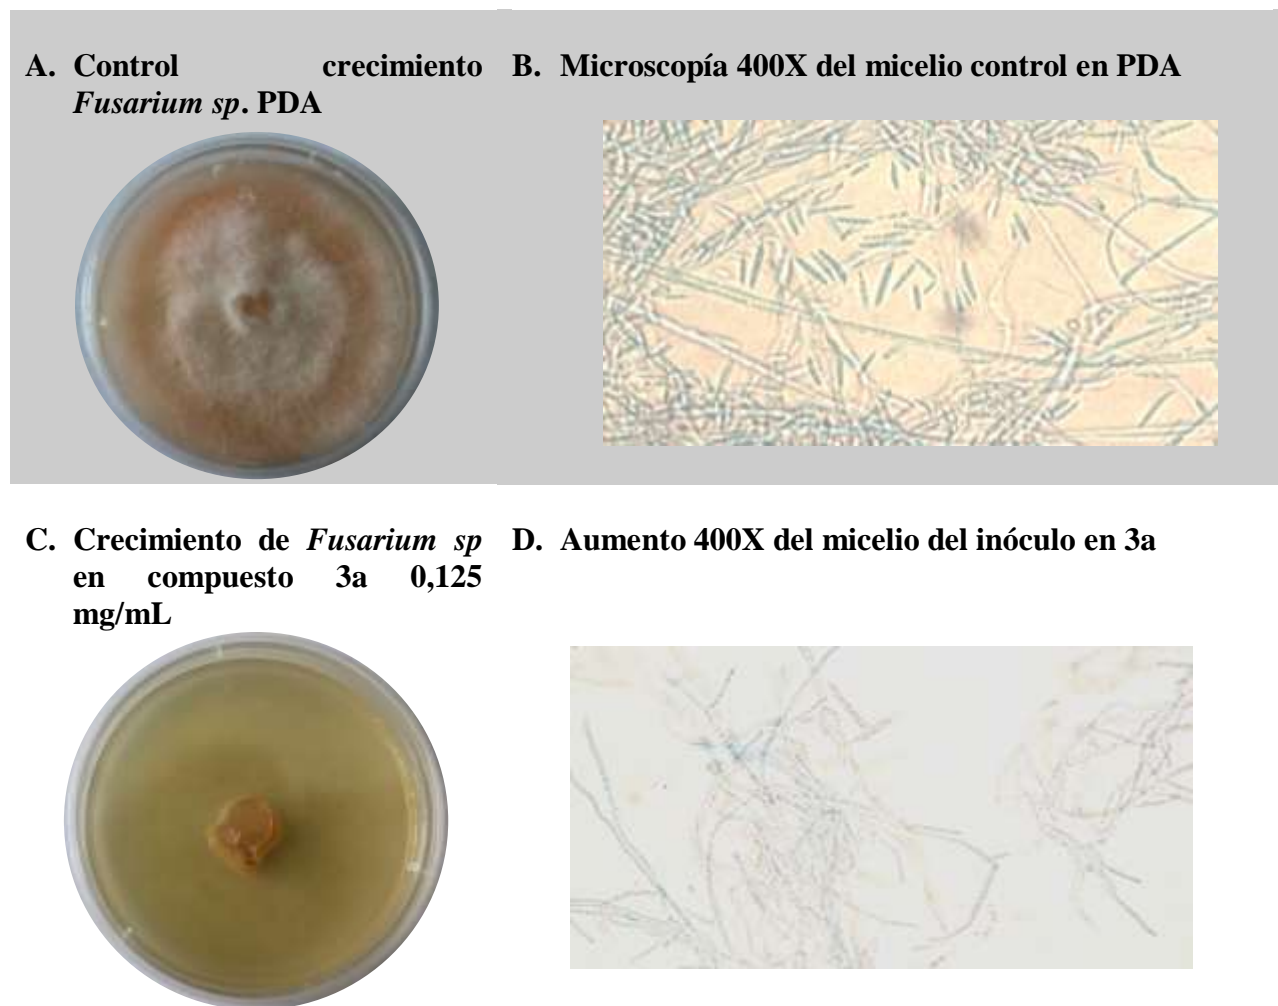 A. Control crecimiento
Fusarium sp. PDA
B. Microscopía 400X del micelio control en PDA
C. Crecimiento de Fusarium sp
en compuesto 3a 0,125
mg/mL
D. Aumento 400X del micelio del inóculo en 3a